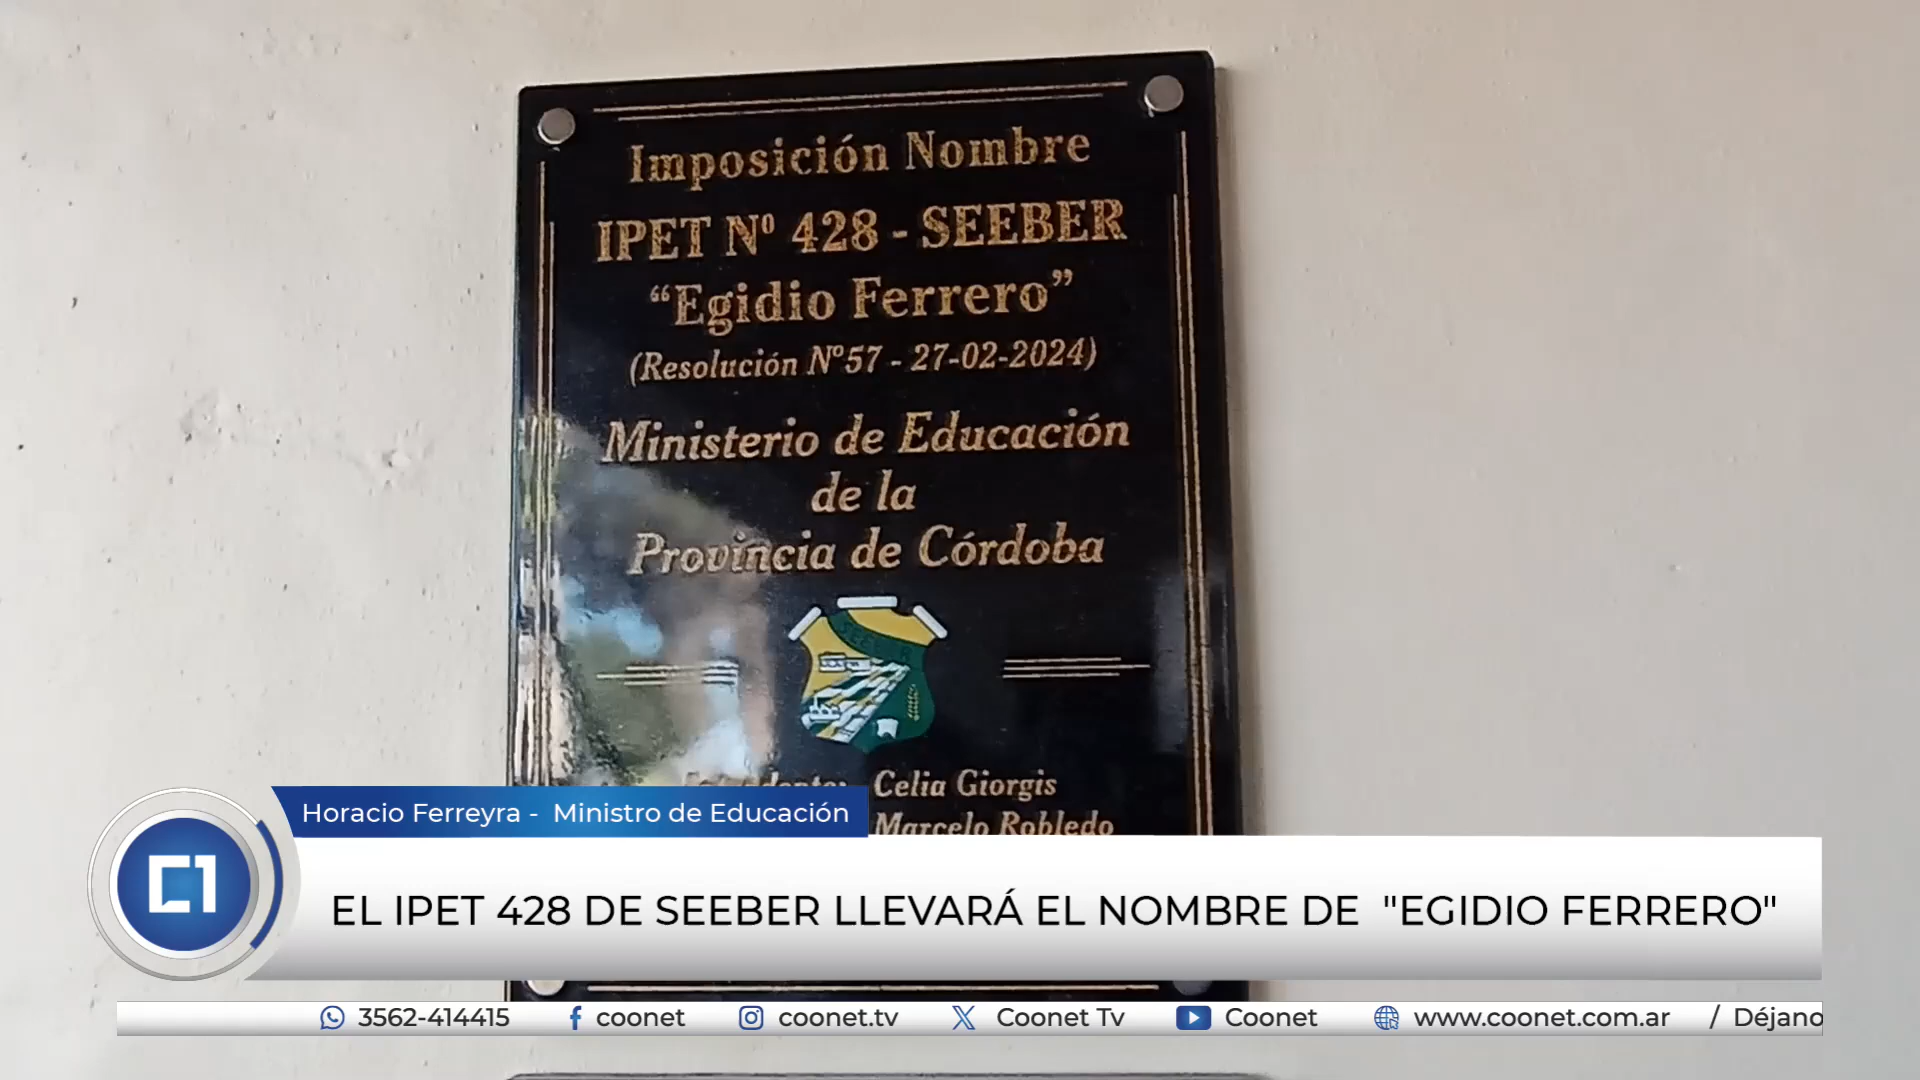 Imposición Nombre
IPET Nº 428 - SEEBER
“Egidio Ferrero”
(Resolución Nº57 - 27-02-2024)
Ministerio de Educación
de la
Provincia de Córdoba
SEEBER
Celia Giorgis
Marcelo Robledo
Horacio Ferreyra - Ministro de Educación
C1
EL IPET 428 DE SEEBER LLEVARÁ EL NOMBRE DE "EGIDIO FERRERO"
3562-414415 coonet coonet.tv Coonet Tv Coonet www.coonet.com.ar / Déjano